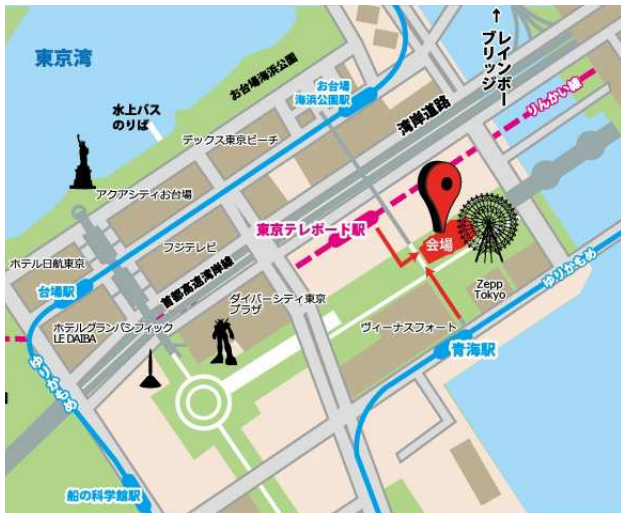 東京湾
↑
レインボー
ブリッジ
お台場海浜公園
お台場
海浜公園駅
水上バス
のりば
デックス東京ビーチ
湾岸道路
りんかい線
アクアシティお台場
東京テレポート駅
会場
フジテレビ
ホテル日航東京
台場駅
首都高速湾岸線
ゆりかもめ
Zepp
Tokyo
ダイバーシティ東京
プラザ
ホテルグランパシフィック
LE DAIBA
ヴィーナスフォート
青海駅
ゆりかもめ
船の科学館駅